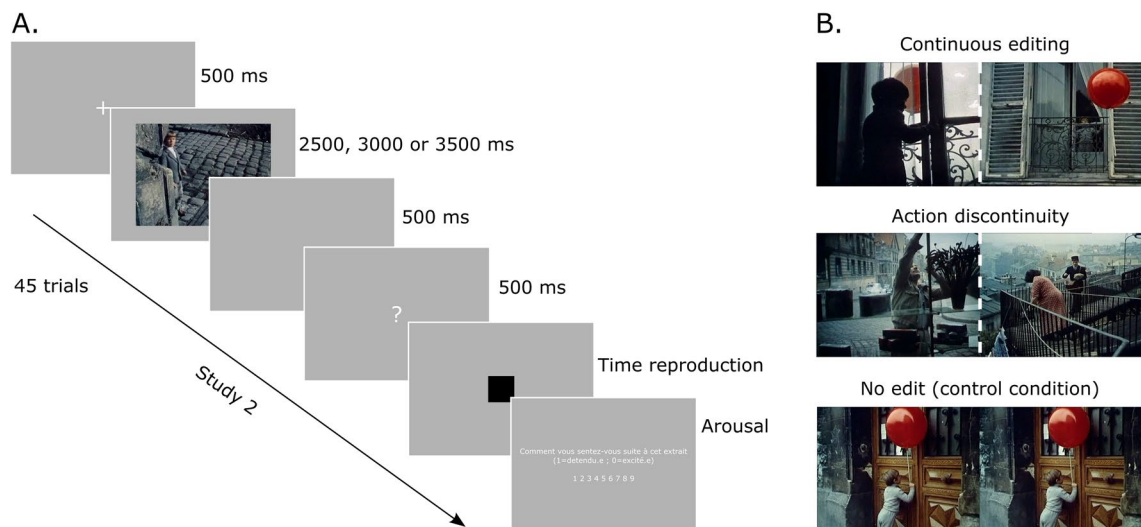 A.
500 ms
2500, 3000 or 3500 ms
500 ms
?
500 ms
Time reproduction
Arousal
Comment vous sentez-vous suite à cet extrait
(1=detendu.e ; 0=excité.e)
1 2 3 4 5 6 7 8 9
45 trials
Study 2
B.
Continuous editing
Action discontinuity
No edit (control condition)